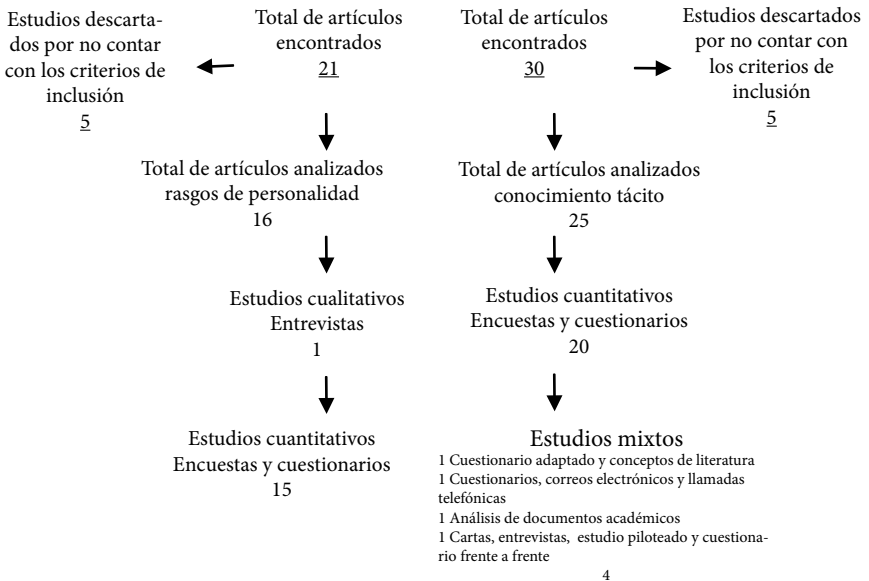 Estudios descarta-
dos por no contar
con los criterios de
inclusión
5
Total de artículos
encontrados
21
Total de artículos
encontrados
30
Estudios descartados
por no contar con
los criterios de
inclusión
5
Total de artículos analizados
rasgos de personalidad
16
Total de artículos analizados
conocimiento tácito
25
Estudios cualitativos
Entrevistas
1
Estudios cuantitativos
Encuestas y cuestionarios
20
Estudios cuantitativos
Encuestas y cuestionarios
15
Estudios mixtos
1 Cuestionario adaptado y conceptos de literatura
1 Cuestionarios, correos electrónicos y llamadas
telefónicas
1 Análisis de documentos académicos
1 Cartas, entrevistas, estudio piloteado y cuestiona-
rio frente a frente
4